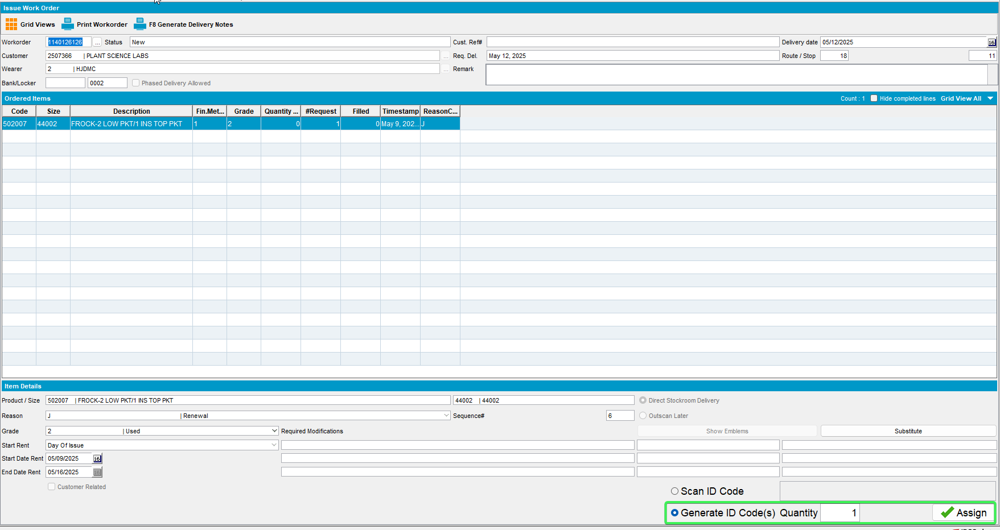 Issue Work Order
Grid Views Print Workorder F8 Generate Delivery Notes
Workorder 1140126126 ... Status New Cust. Ref# Delivery date 05/12/2025 16
Customer 2507366 | PLANT SCIENCE LABS ... Req. Del. May 12, 2025 Route / Stop 18 11
Wearer 2 | HJDMC ... Remark
Bank/Locker 0002 Phased Delivery Allowed
Ordered Items Count : 1 Hide completed lines Grid View All
Code Size Description Fin.Met... Grade Quantity ... #Request Filled Timestamp ReasonC...
502007 44002 FROCK-2 LOW PKT/1 INS TOP PKT 1 2 0 1 0 May 9, 202... J
Item Details
Product / Size 502007 | FROCK-2 LOW PKT/1 INS TOP PKT 44002 | 44002 Direct Stockroom Delivery
Reason J | Renewal Sequence# 6 Outscan Later
Grade 2 | Used Required Modifications Show Emblems Substitute
Start Rent Day Of Issue
Start Date Rent 05/09/2025 16
End Date Rent 05/16/2025 16
Customer Related
Scan ID Code
Generate ID Code(s) Quantity 1 Assign